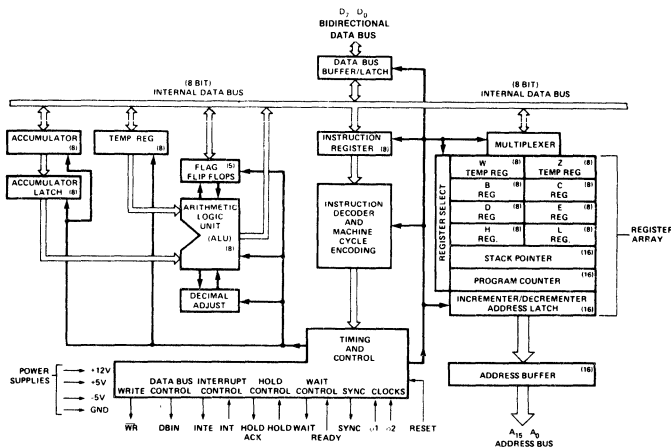 D7 D0
BIDIRECTIONAL
DATA BUS
DATA BUS
BUFFER/LATCH
(8 BIT)
INTERNAL DATA BUS
(8 BIT)
INTERNAL DATA BUS
ACCUMULATOR
(8)
TEMP REG
(8)
INSTRUCTION
REGISTER (8)
MULTIPLEXER
ACCUMULATOR
LATCH (8)
(5)
FLAG
FLIP FLOPS
ARITHMETIC
LOGIC
UNIT
(ALU)
(8)
DECIMAL
ADJUST
INSTRUCTION
DECODER
AND
MACHINE
CYCLE
ENCODING
REGISTER SELECT
W (8)
TEMP REG
Z (8)
TEMP REG
B (8)
REG
C (8)
REG
D (8)
REG
E (8)
REG
H (8)
REG.
L (8)
REG.
(16)
STACK POINTER
(16)
PROGRAM COUNTER
INCREMENTER/DECREMENTER
ADDRESS LATCH (16)
REGISTER
ARRAY
TIMING
AND
CONTROL
DATA BUS INTERRUPT HOLD WAIT
WRITE CONTROL CONTROL CONTROL CONTROL SYNC CLOCKS
ADDRESS BUFFER (16)
POWER
SUPPLIES
+12V
+5V
-5V
GND
WR DBIN INTE INT HOLD HOLD WAIT SYNC φ1 φ2 RESET
ACK READY
A15 A0
ADDRESS BUS